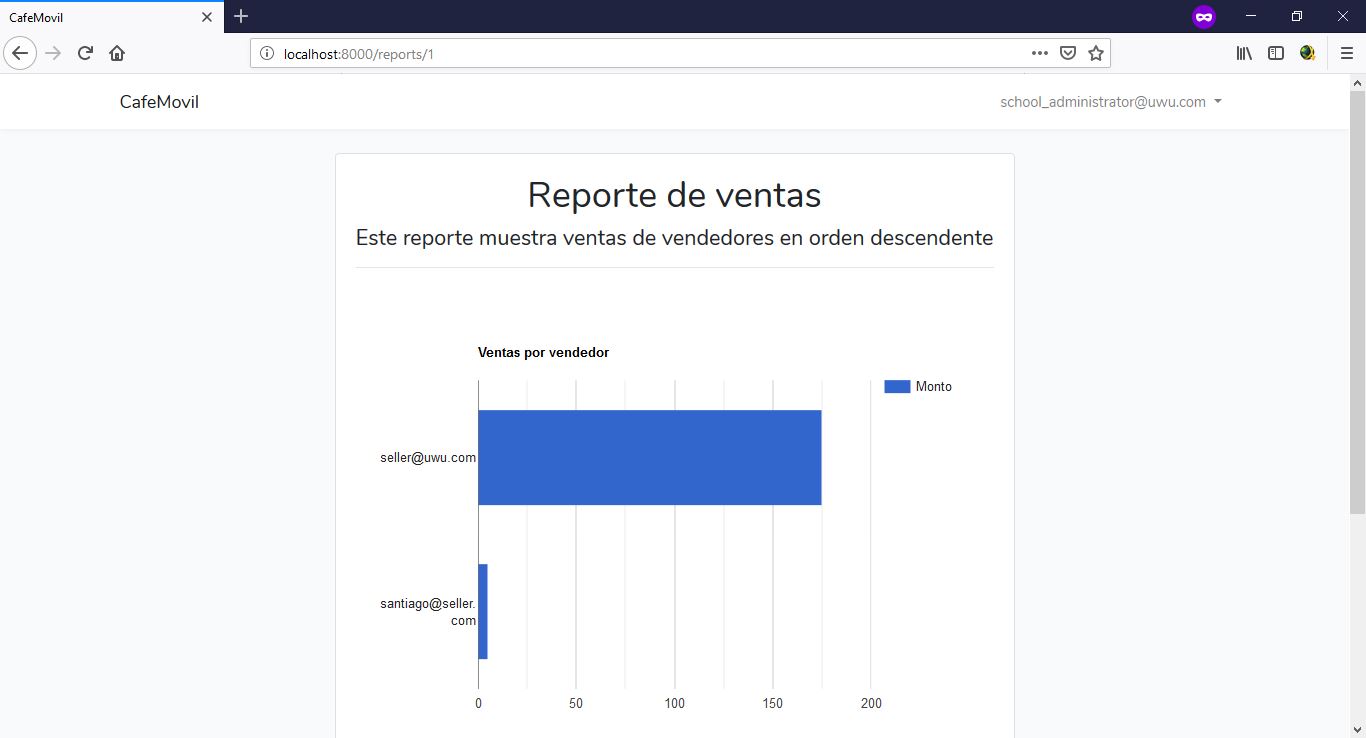 CafeMovil
localhost:8000/reports/1
CafeMovil
school_administrator@uwu.com
Reporte de ventas
Este reporte muestra ventas de vendedores en orden descendente
Ventas por vendedor
Monto
seller@uwu.com
santiago@seller.
com
0 50 100 150 200